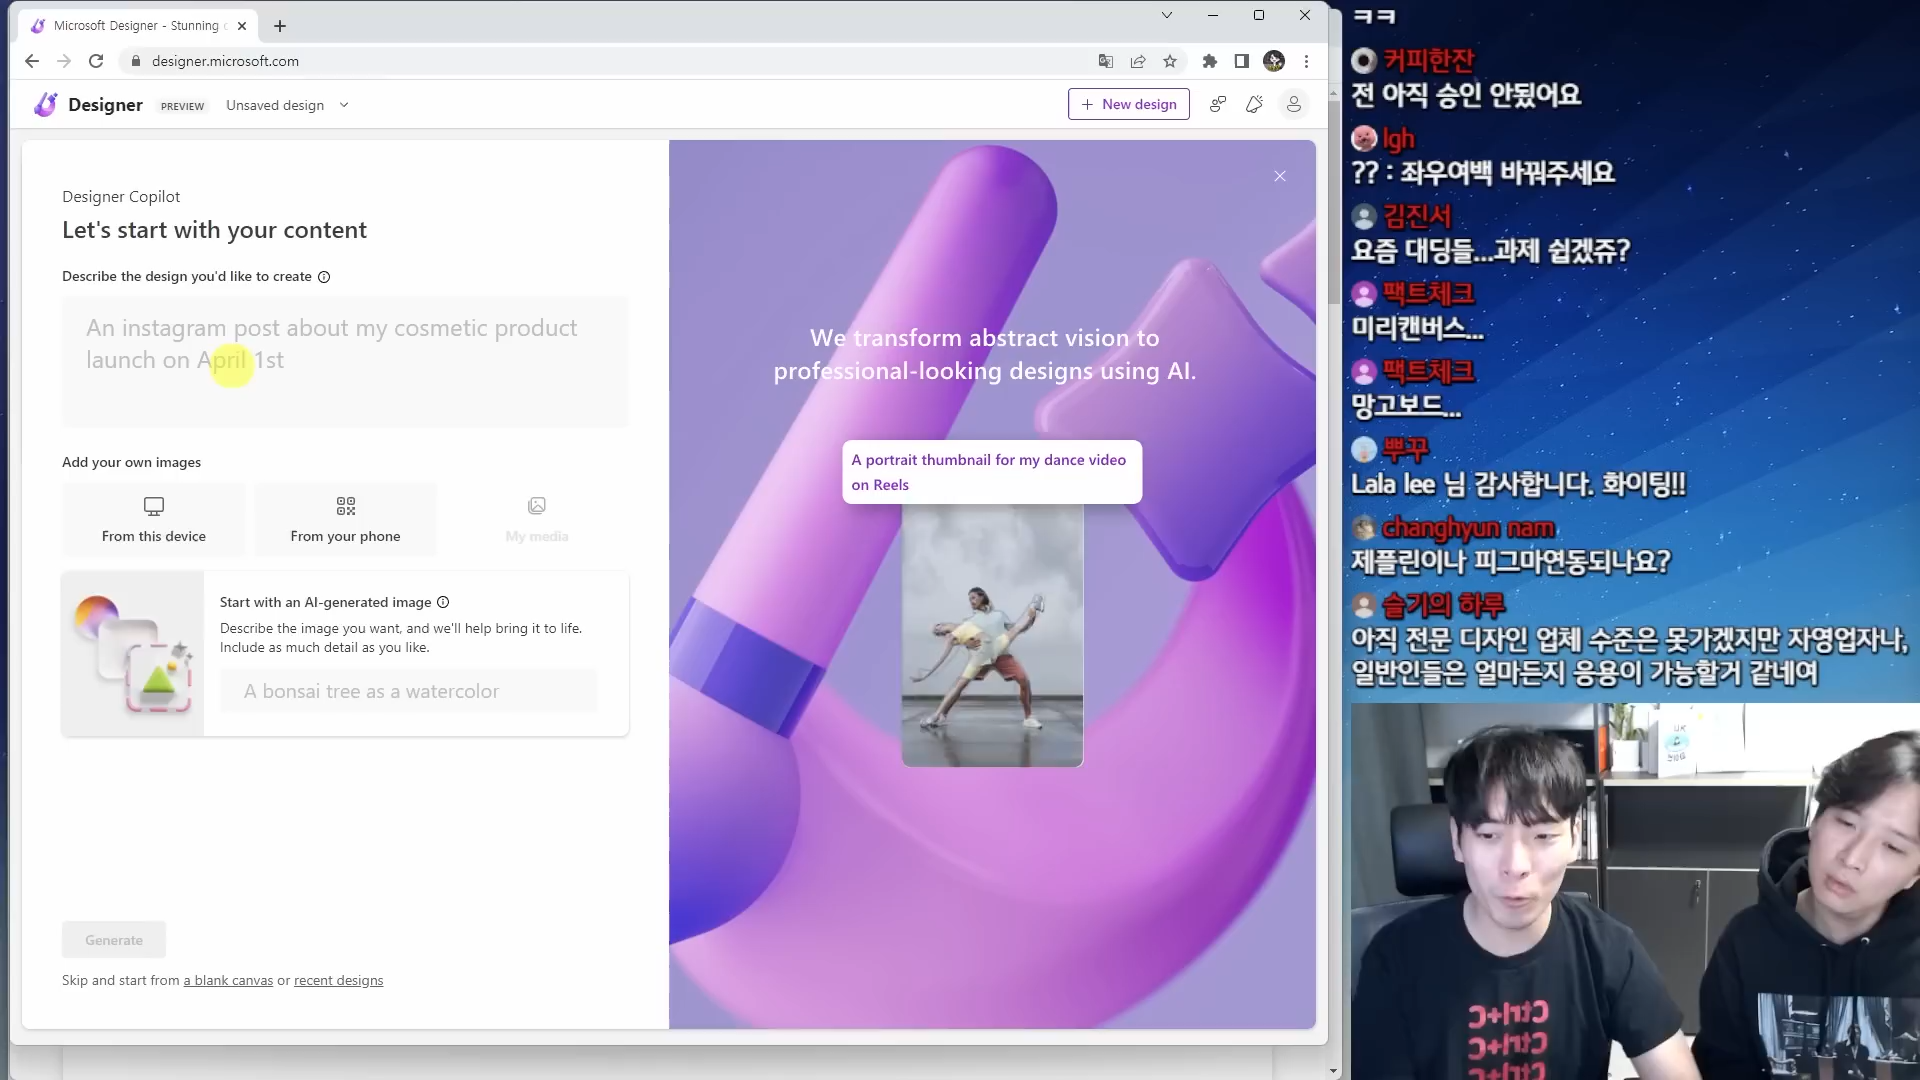 Microsoft Designer - Stunning
designer.microsoft.com
Designer PREVIEW Unsaved design
New design
Designer Copilot
Let's start with your content
Describe the design you'd like to create
An instagram post about my cosmetic product
launch on April 1st
Add your own images
From this device
From your phone
My media
Start with an AI-generated image
Describe the image you want, and we'll help bring it to life.
Include as much detail as you like.
A bonsai tree as a watercolor
Generate
Skip and start from a blank canvas or recent designs
We transform abstract vision to
professional-looking designs using AI.
A portrait thumbnail for my dance video
on Reels
ㅋㅋ
커피한잔
전 아직 승인 안됐어요
lgh
?? : 좌우여백 바꿔주세요
김진서
요즘 대딩들...과제 쉽겠쥬?
팩트체크
미리캔버스...
팩트체크
망고보드...
뿌꾸
Lala lee 님 감사합니다. 화이팅!!
changhyun nam
제플린이나 피그마연동되나요?
슬기의 하루
아직 전문 디자인 업체 수준은 못가겠지만 자영업자나,
일반인들은 얼마든지 응용이 가능할거 같네여
Ctrl+C
Ctrl+C
Ctrl+C